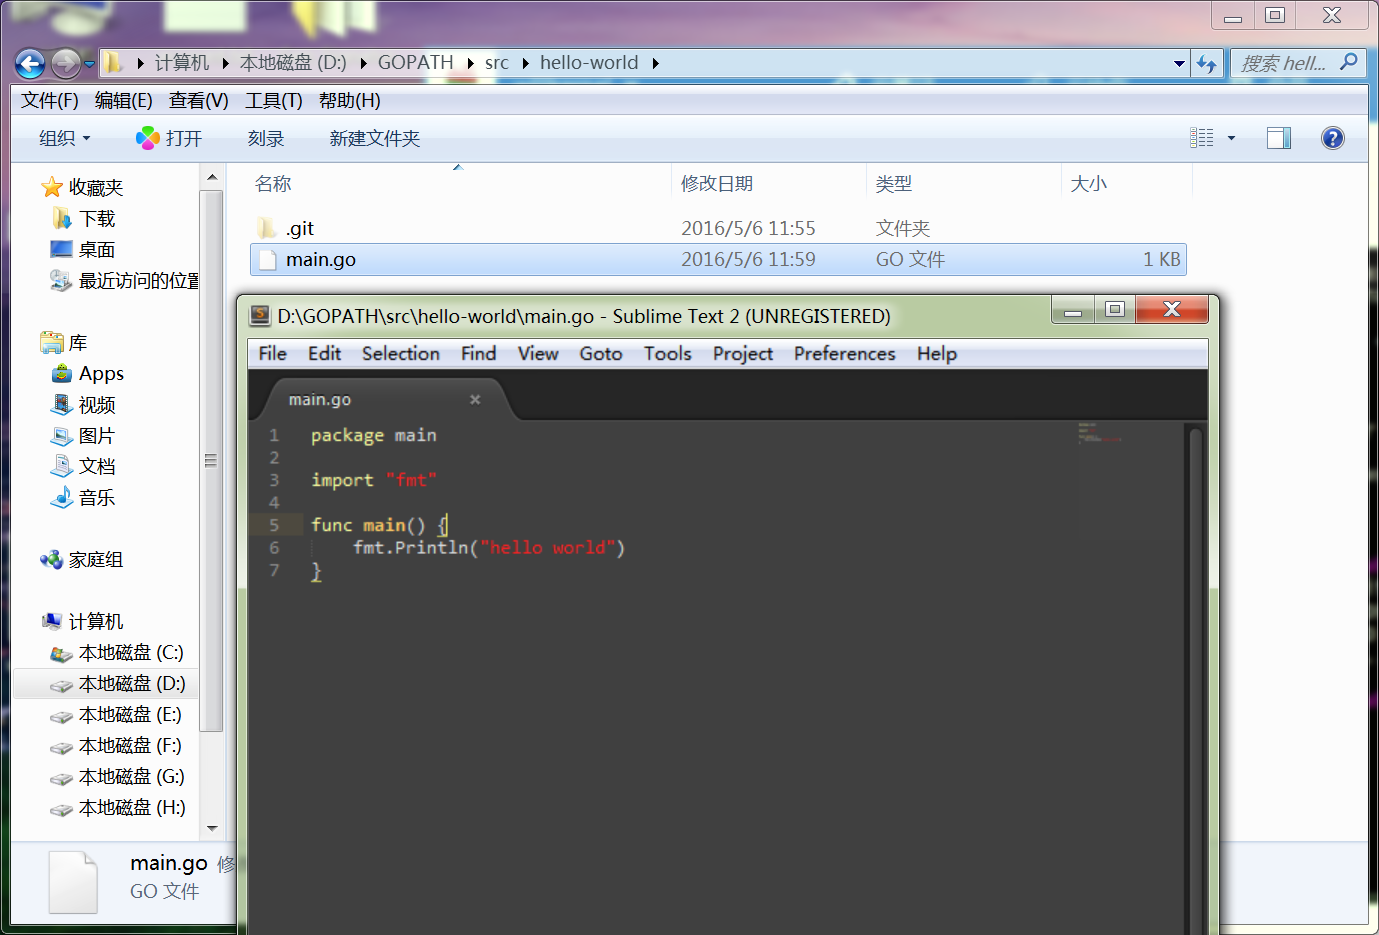 计算机 本地磁盘 (D:) GOPATH src hello-world
搜索 hell...
文件(F) 编辑(E) 查看(V) 工具(T) 帮助(H)
组织 打开 刻录 新建文件夹
收藏夹
下载
桌面
最近访问的位置
库
Apps
视频
图片
文档
音乐
家庭组
计算机
本地磁盘 (C:)
本地磁盘 (D:)
本地磁盘 (E:)
本地磁盘 (F:)
本地磁盘 (G:)
本地磁盘 (H:)
名称 修改日期 类型 大小
.git 2016/5/6 11:55 文件夹
main.go 2016/5/6 11:59 GO 文件 1 KB
D:\GOPATH\src\hello-world\main.go - Sublime Text 2 (UNREGISTERED)
File Edit Selection Find View Goto Tools Project Preferences Help
main.go
1 package main
2
3 import "fmt"
4
5 func main() {
6 fmt.Println("hello world")
7 }
main.go 修
GO 文件